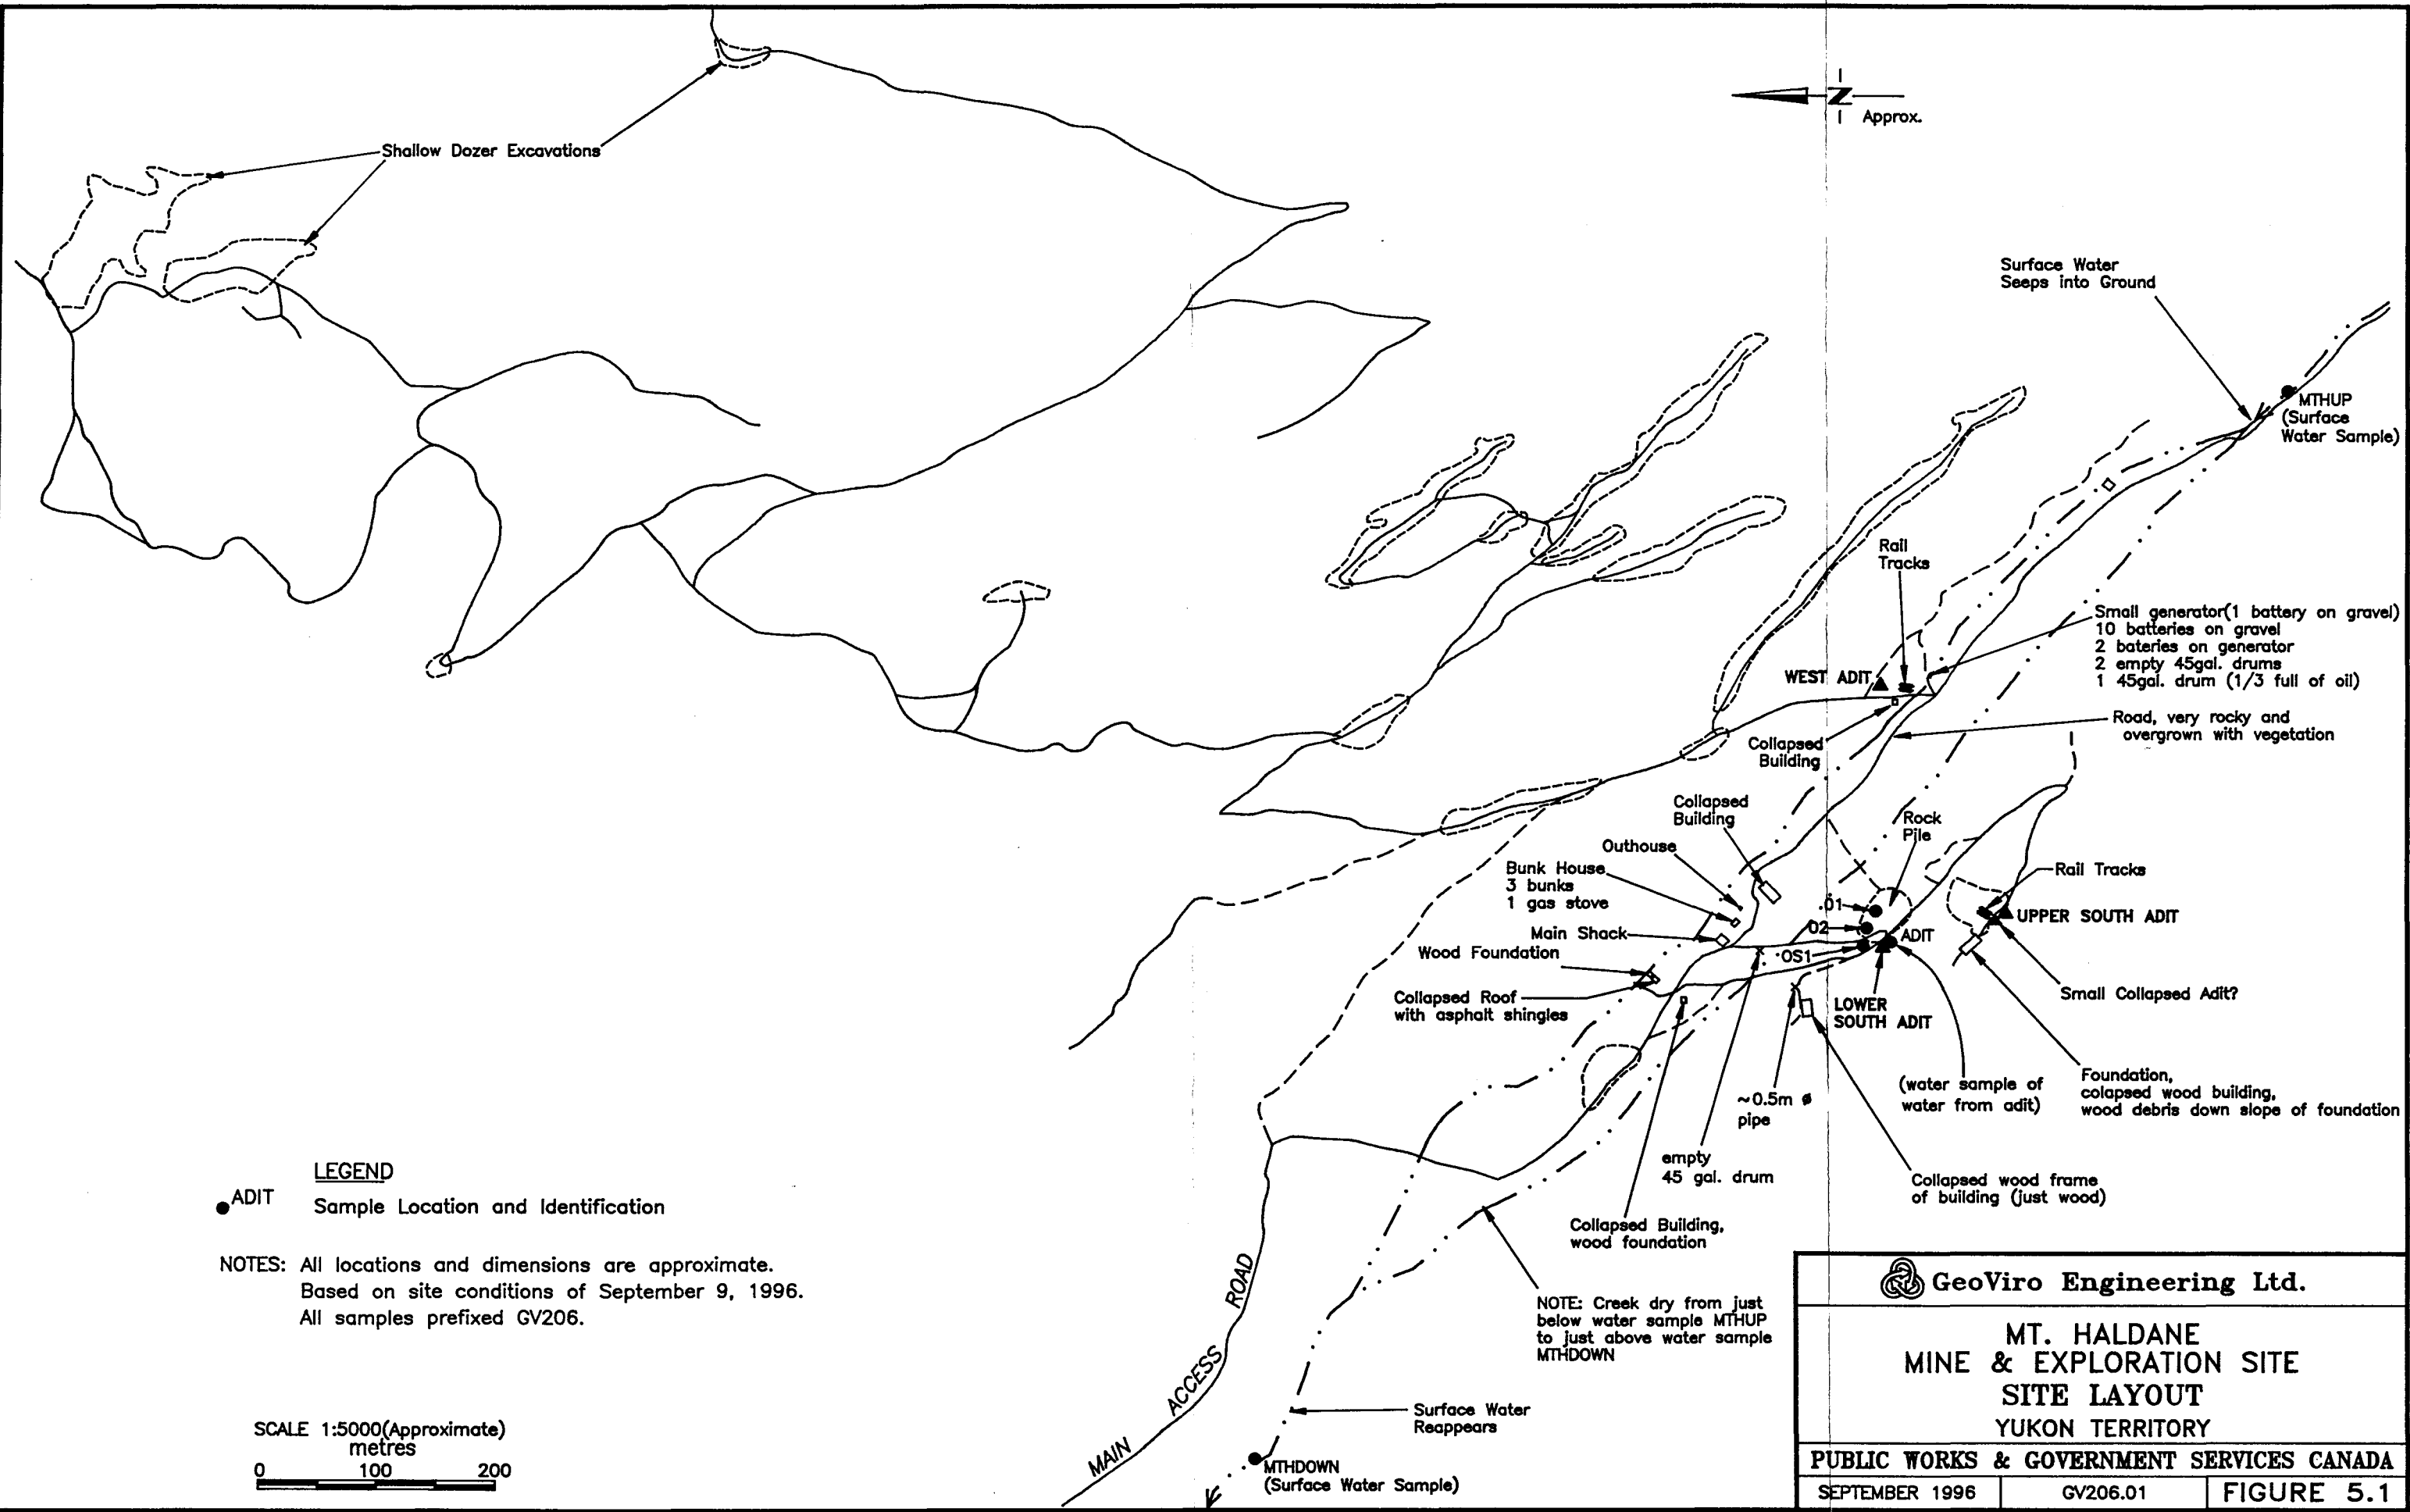 Shallow Dozer Excavations
N
Approx.
Surface Water
Seeps into Ground
MTHUP
(Surface
Water Sample)
Rail
Tracks
Small generator(1 battery on gravel)
10 batteries on gravel
2 bateries on generator
2 empty 45gal. drums
1 45gal. drum (1/3 full of oil)
WEST ADIT
Road, very rocky and
overgrown with vegetation
Collapsed
Building
Collapsed
Building
Rock
Pile
Outhouse
Bunk House
3 bunks
1 gas stove
Rail Tracks
01
UPPER SOUTH ADIT
Main Shack
02
ADIT
Wood Foundation
OS1
Collapsed Roof
with asphalt shingles
Small Collapsed Adit?
LOWER
SOUTH ADIT
(water sample of
water from adit)
Foundation,
colapsed wood building,
wood debris down slope of foundation
~0.5m ø
pipe
empty
45 gal. drum
Collapsed wood frame
of building (just wood)
Collapsed Building,
wood foundation
NOTE: Creek dry from just
below water sample MTHUP
to just above water sample
MTHDOWN
Surface Water
Reappears
MTHDOWN
(Surface Water Sample)
MAIN ACCESS ROAD
LEGEND
ADIT
Sample Location and Identification
NOTES: All locations and dimensions are approximate.
Based on site conditions of September 9, 1996.
All samples prefixed GV206.
SCALE 1:5000(Approximate)
metres
0 100 200
GeoViro Engineering Ltd.
MT. HALDANE
MINE & EXPLORATION SITE
SITE LAYOUT
YUKON TERRITORY
PUBLIC WORKS & GOVERNMENT SERVICES CANADA
SEPTEMBER 1996 GV206.01 FIGURE 5.1